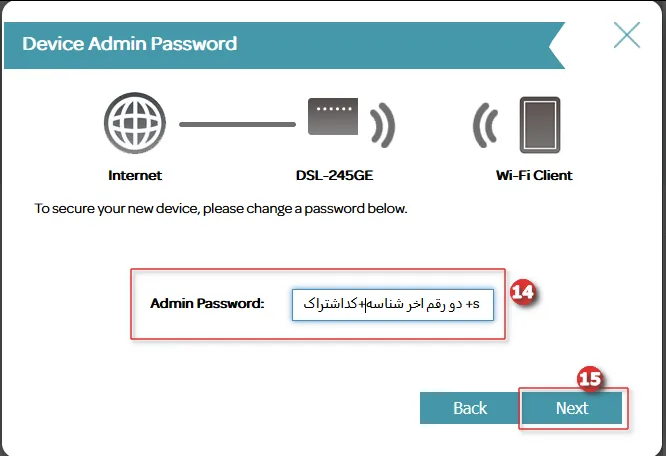 Device Admin Password
Internet
DSL-245GE
Wi-Fi Client
To secure your new device, please change a password below.
Admin Password:
s+ دو رقم اخر شناسه+کداشتراک
14
15
Back
Next